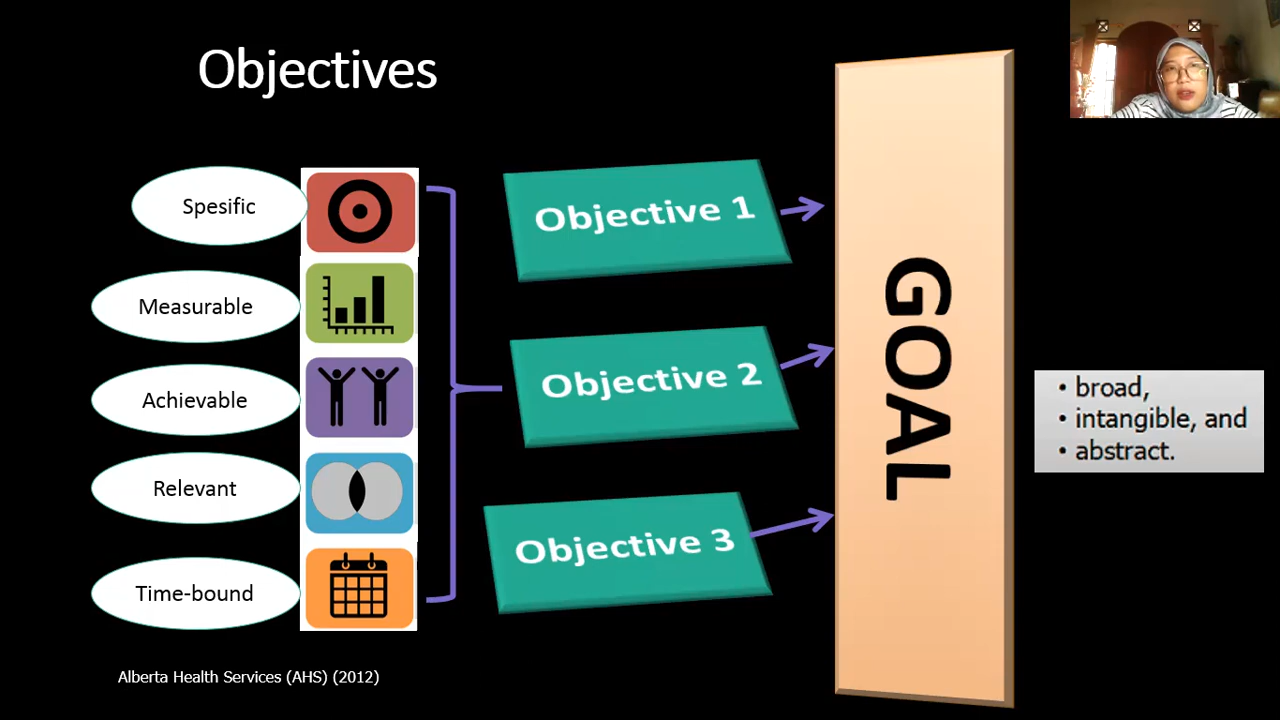 Objectives
Spesific
Measurable
Achievable
Relevant
Time-bound
Objective 1
Objective 2
Objective 3
GOAL
• broad,
• intangible, and
• abstract.
Alberta Health Services (AHS) (2012)